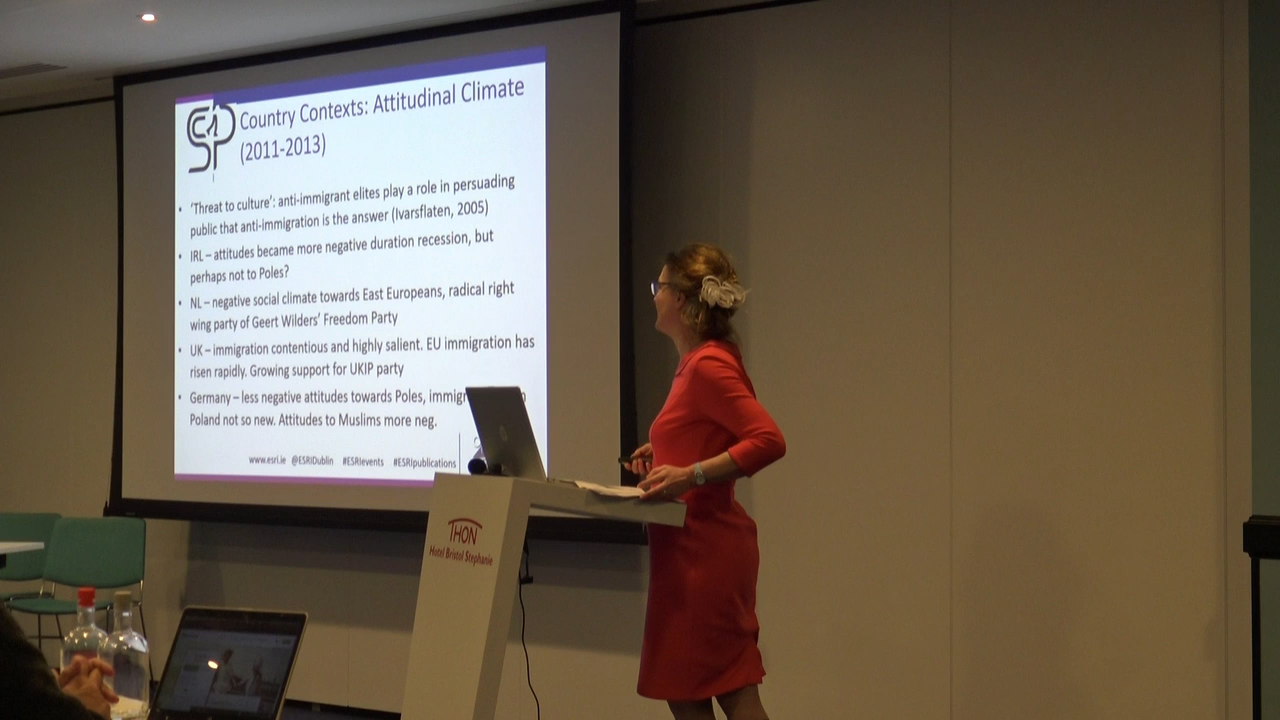 Country Contexts: Attitudinal Climate
(2011-2013)
• 'Threat to culture': anti-immigrant elites play a role in persuading
public that anti-immigration is the answer (Ivarsflaten, 2005)
• IRL – attitudes became more negative duration recession, but
perhaps not to Poles?
• NL – negative social climate towards East Europeans, radical right
wing party of Geert Wilders' Freedom Party
• UK – immigration contentious and highly salient. EU immigration has
risen rapidly. Growing support for UKIP party
• Germany – less negative attitudes towards Poles,
Poland not so new. Attitudes to Muslims more neg.
www.esri.ie @ESRIDublin #ESRIevents #ESRIpublications
THON
Hotel Bristol Stephanie